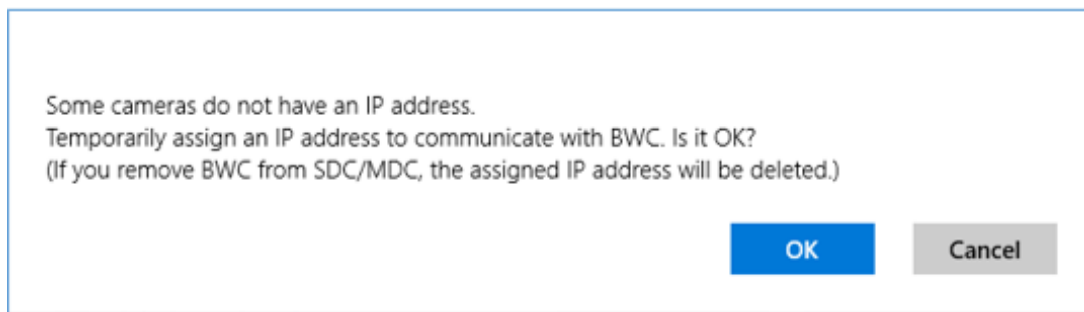 Some cameras do not have an IP address.
Temporarily assign an IP address to communicate with BWC. Is it OK?
(If you remove BWC from SDC/MDC, the assigned IP address will be deleted.)
OK
Cancel